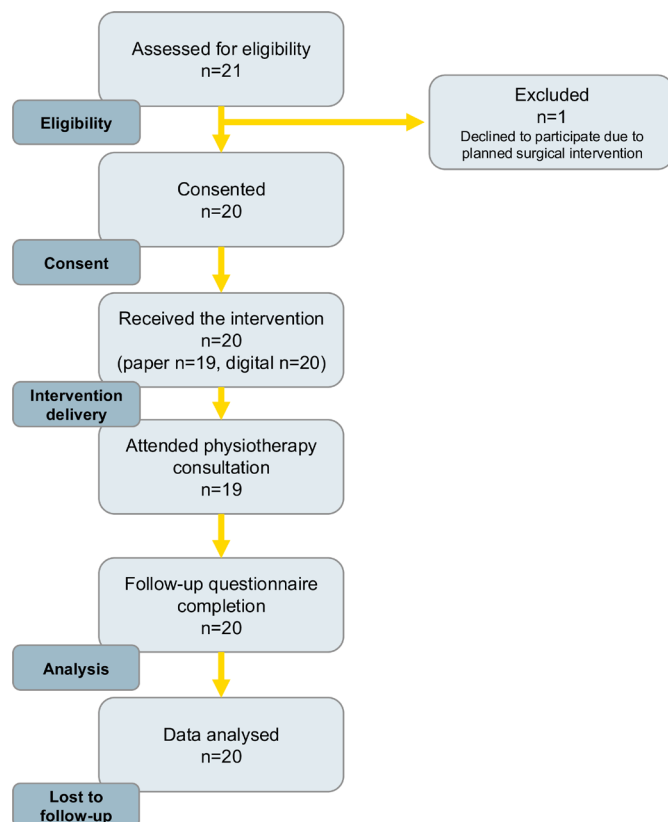 Assessed for eligibility
n=21
Eligibility
Excluded
n=1
Declined to participate due to
planned surgical intervention
Consented
n=20
Consent
Received the intervention
n=20
(paper n=19, digital n=20)
Intervention
delivery
Attended physiotherapy
consultation
n=19
Follow-up questionnaire
completion
n=20
Analysis
Data analysed
n=20
Lost to
follow-up